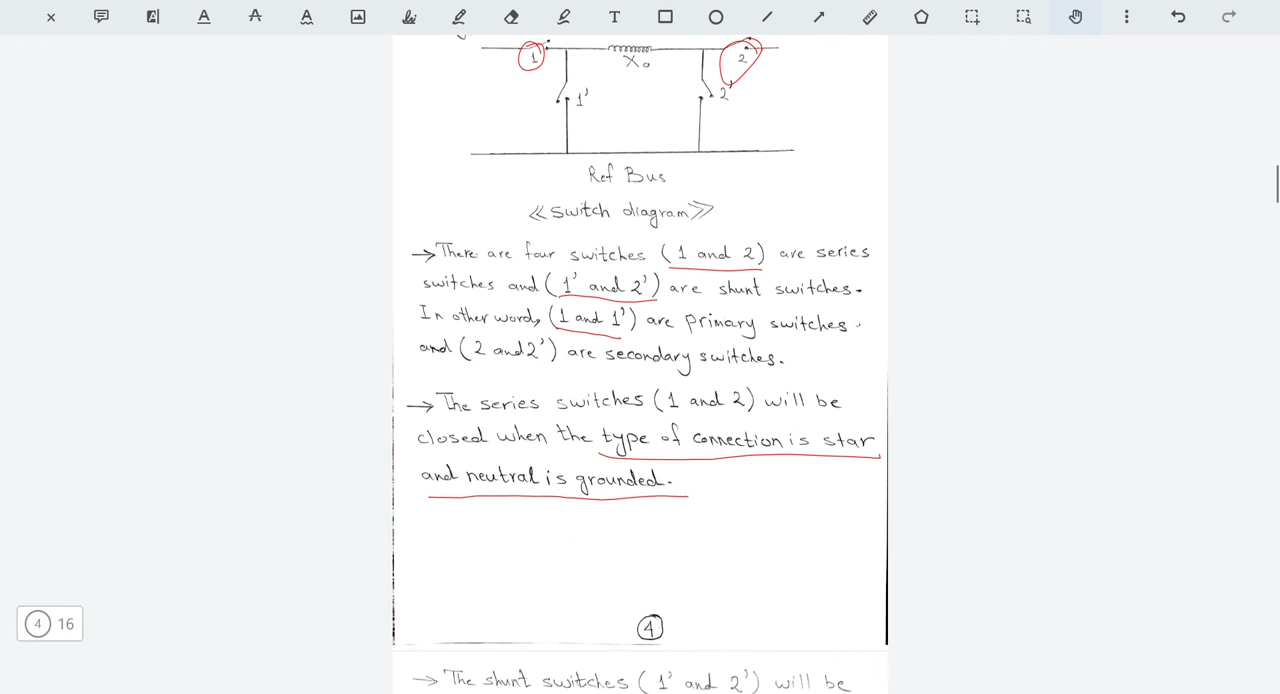 1
X₀
2
1'
2'
Ref Bus
<<switch diagram>>
→There are four switches (1 and 2) are series
switches and (1' and 2') are shunt switches.
In other word, (1 and 1') are primary switches.
and (2 and 2') are secondary switches.
→ The series switches (1 and 2) will be
closed when the type of connection is star
and neutral is grounded.
4
→ The shunt switches (1' and 2') will be
4 16
T
A
A
A